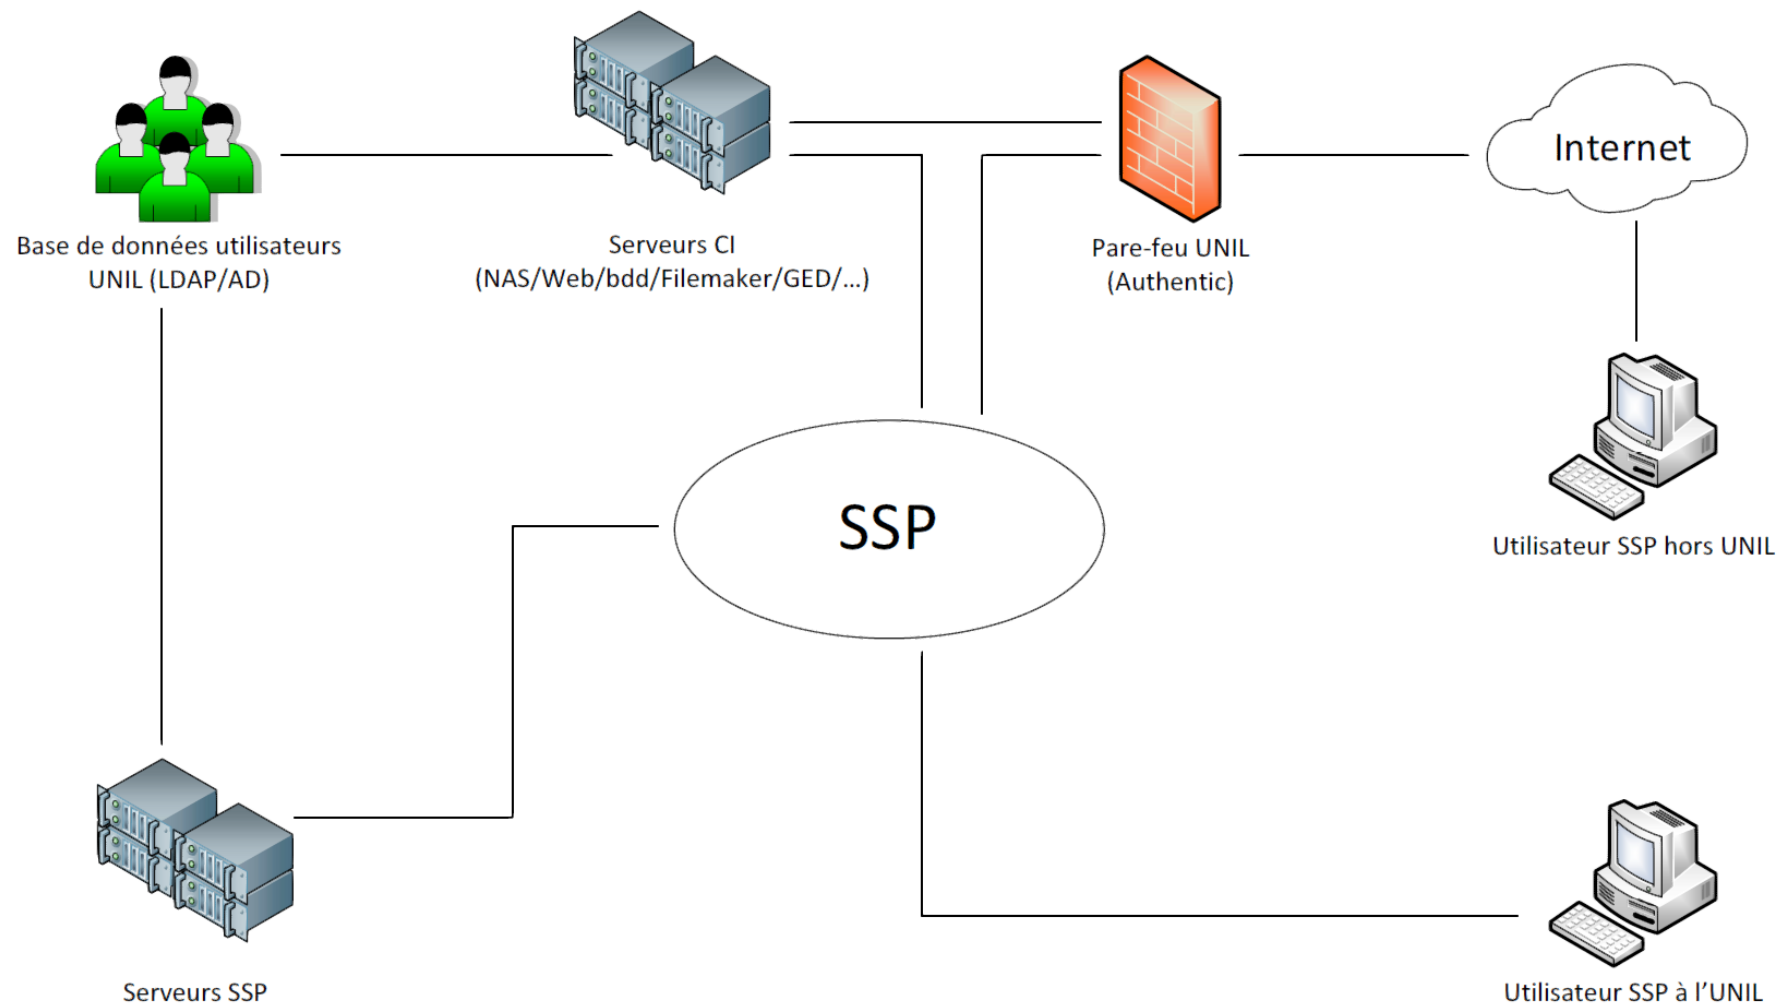 Internet
Base de données utilisateurs
UNIL (LDAP/AD)
Serveurs CI
(NAS/Web/bdd/Filemaker/GED/...)
Pare-feu UNIL
(Authentic)
SSP
Utilisateur SSP hors UNIL
Serveurs SSP
Utilisateur SSP à l’UNIL